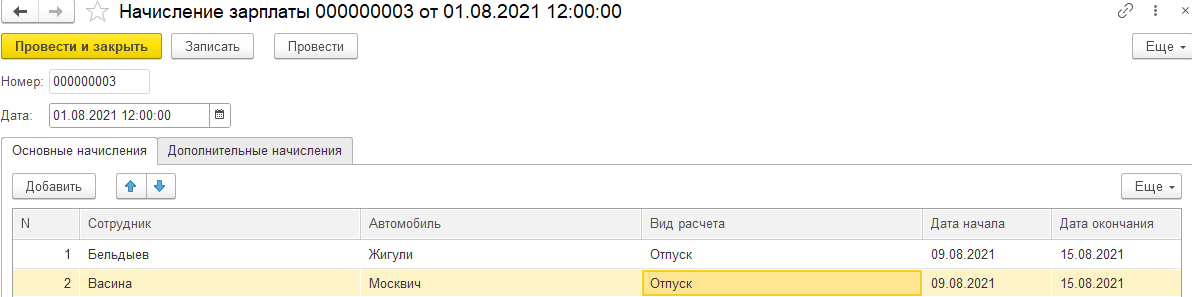 Начисление зарплаты 000000003 от 01.08.2021 12:00:00
Провести и закрыть Записать Провести Еще
Номер: 000000003
Дата: 01.08.2021 12:00:00
Основные начисления Дополнительные начисления
Добавить Еще
N Сотрудник Автомобиль Вид расчета Дата начала Дата окончания
1 Бельдыев Жигули Отпуск 09.08.2021 15.08.2021
2 Васина Москвич Отпуск 09.08.2021 15.08.2021